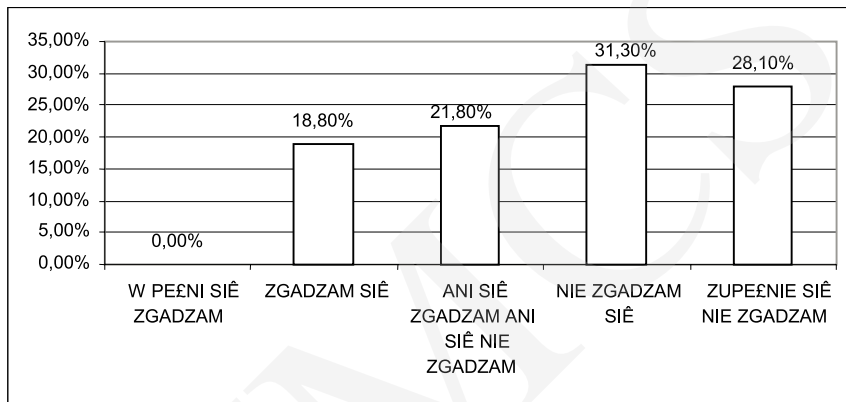 35,00%
30,00%
25,00%
20,00%
15,00%
10,00%
5,00%
0,00%
0,00%
18,80%
21,80%
31,30%
28,10%
W PE£NI SIÊ
ZGADZAM
ZGADZAM SIÊ
ANI SIÊ
ZGADZAM ANI
SIÊ NIE
ZGADZAM
NIE ZGADZAM
SIÊ
ZUPE£NIE SIÊ
NIE ZGADZAM
MCS